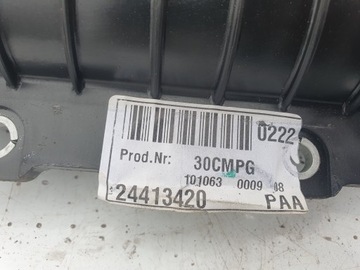 0222
Prod.Nr: 30CMPG
101063 0009 88
24413420 PAA